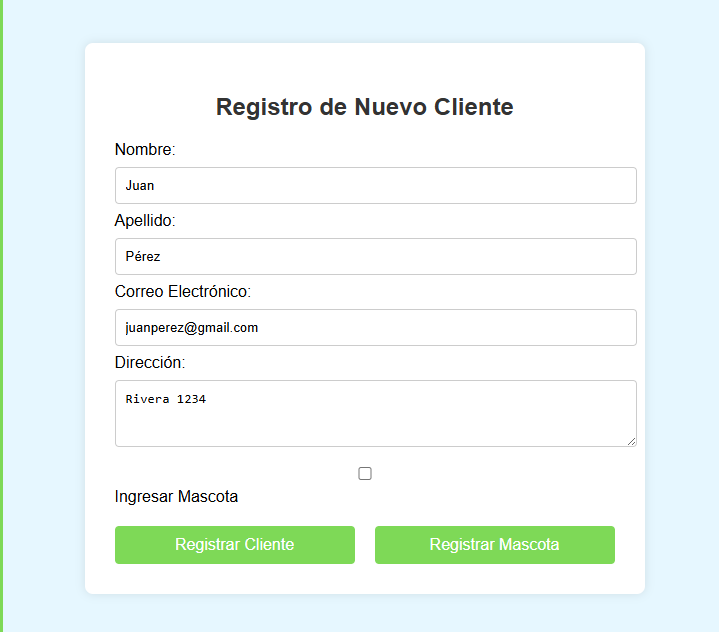 Registro de Nuevo Cliente
Nombre:
Juan
Apellido:
Pérez
Correo Electrónico:
juanperez@gmail.com
Dirección:
Rivera 1234
Ingresar Mascota
Registrar Cliente Registrar Mascota